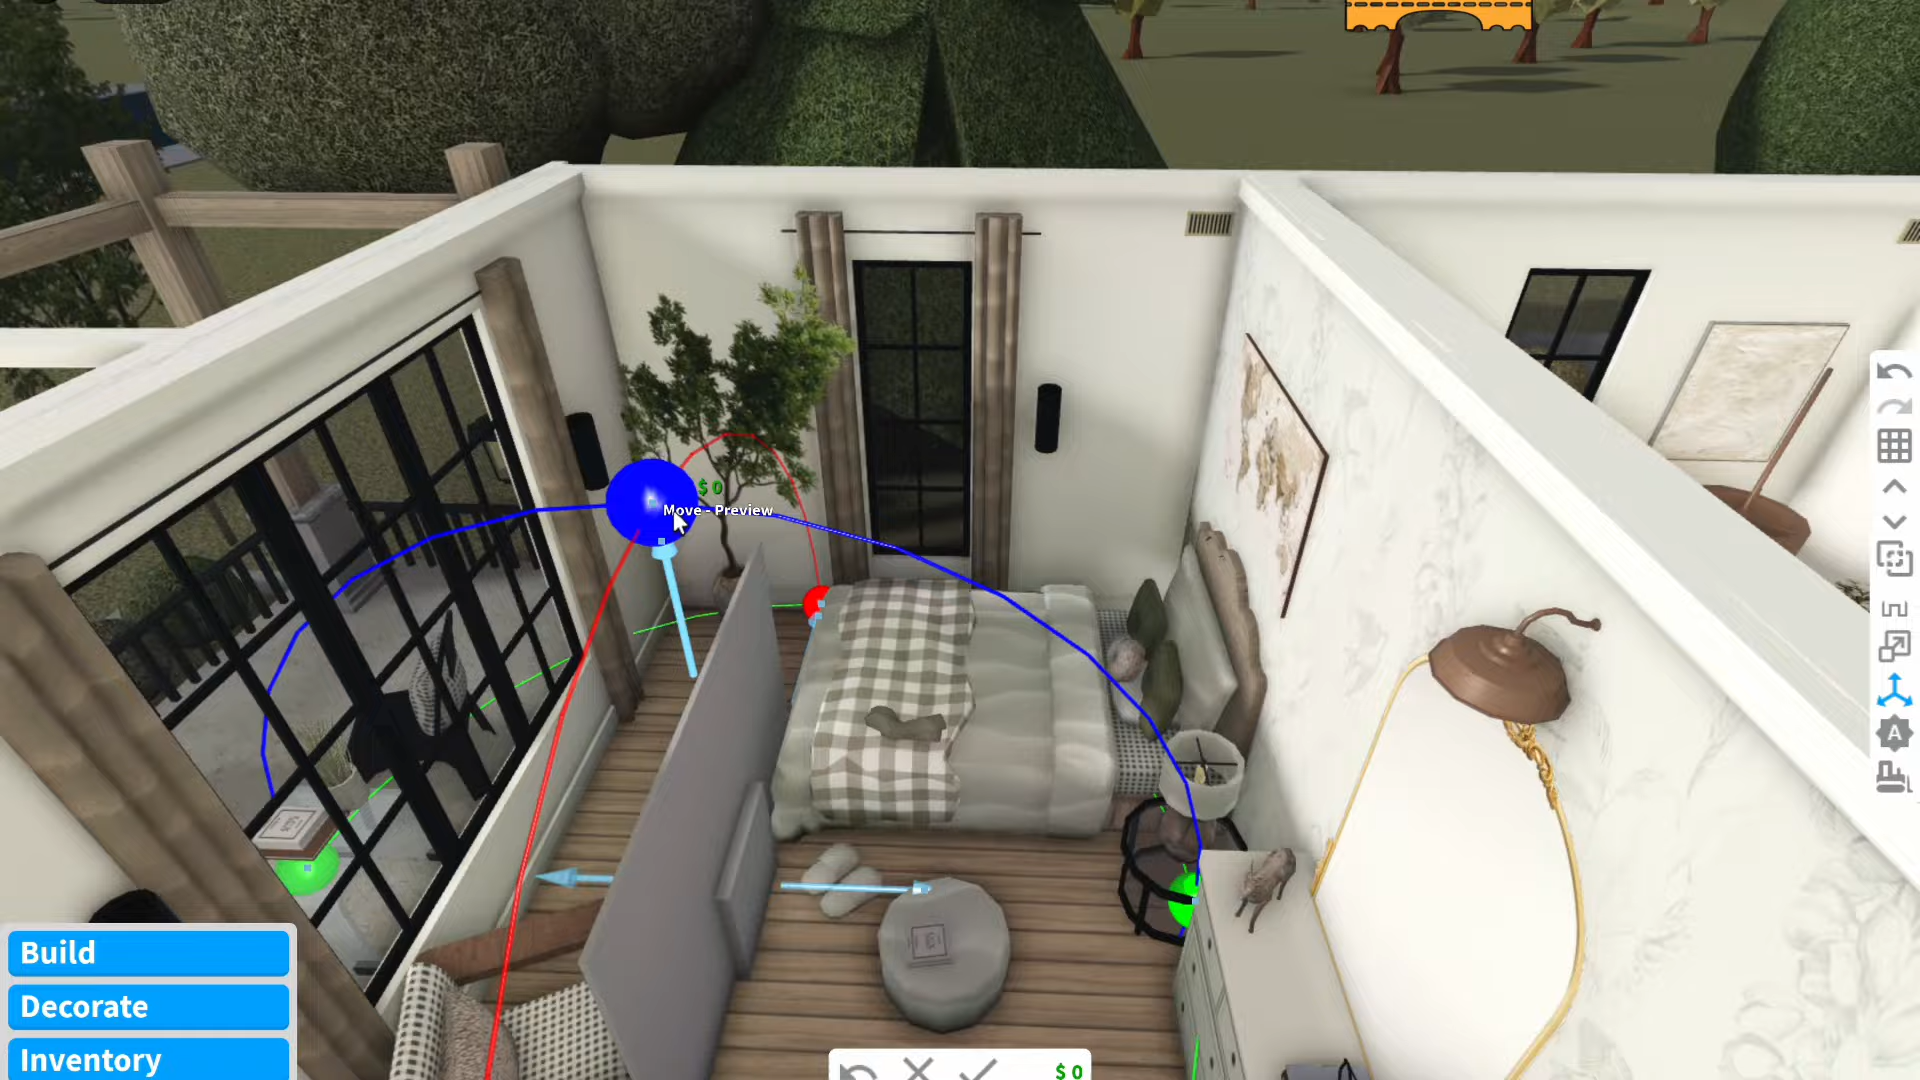 $ 0
Move - Preview
A
Build
Decorate
Inventory
$ 0